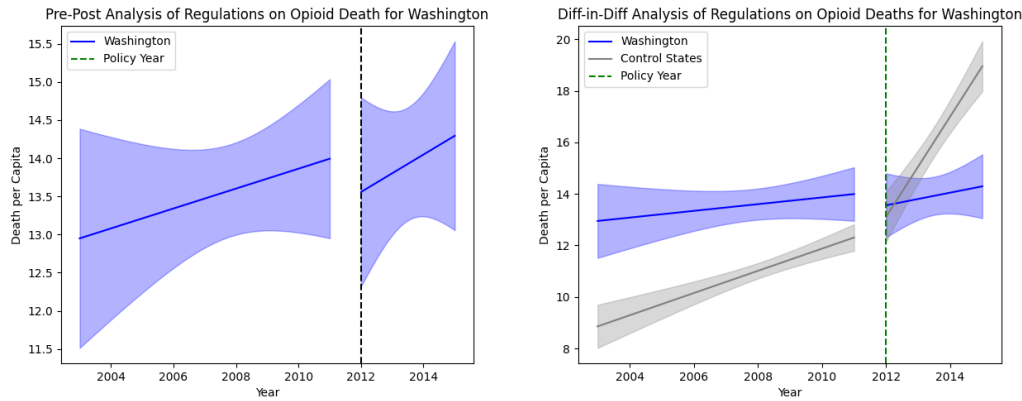 Pre-Post Analysis of Regulations on Opioid Death for Washington
Washington
Policy Year
15.5
15.0
14.5
14.0
13.5
13.0
12.5
12.0
11.5
Death per Capita
2004 2006 2008 2010 2012 2014
Year
Diff-in-Diff Analysis of Regulations on Opioid Deaths for Washington
Washington
Control States
Policy Year
20
18
16
14
12
10
8
Death per Capita
2004 2006 2008 2010 2012 2014
Year